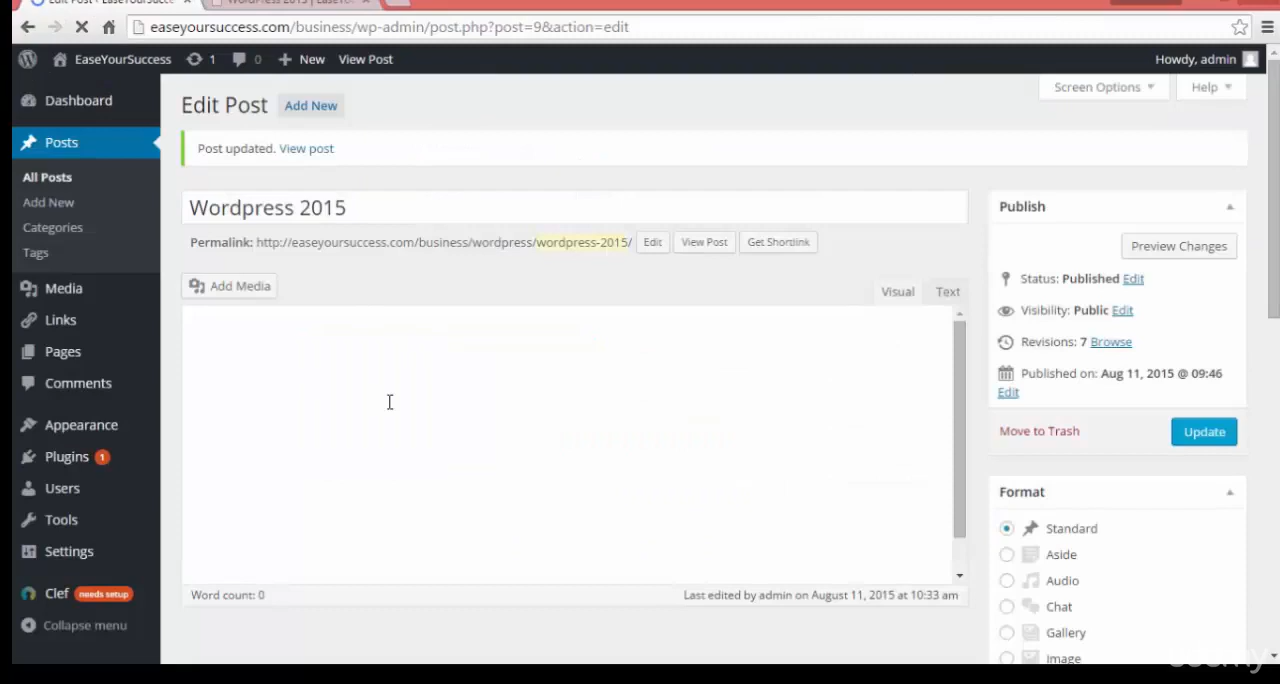 Edit Post - EaseYourSuccess
WordPress 2015 | EaseYo
easeyoursuccess.com/business/wp-admin/post.php?post=9&action=edit
EaseYourSuccess 1 0 New View Post Howdy, admin
Screen Options Help
Dashboard
Posts
All Posts
Add New
Categories
Tags
Media
Links
Pages
Comments
Appearance
Plugins 1
Users
Tools
Settings
Clef needs setup
Collapse menu
Edit Post Add New
Post updated. View post
Wordpress 2015
Permalink: http://easeyoursuccess.com/business/wordpress/wordpress-2015/ Edit View Post Get Shortlink
Add Media
Visual Text
Word count: 0 Last edited by admin on August 11, 2015 at 10:33 am
Publish
Preview Changes
Status: Published Edit
Visibility: Public Edit
Revisions: 7 Browse
Published on: Aug 11, 2015 @ 09:46
Edit
Move to Trash Update
Format
Standard
Aside
Audio
Chat
Gallery
Image